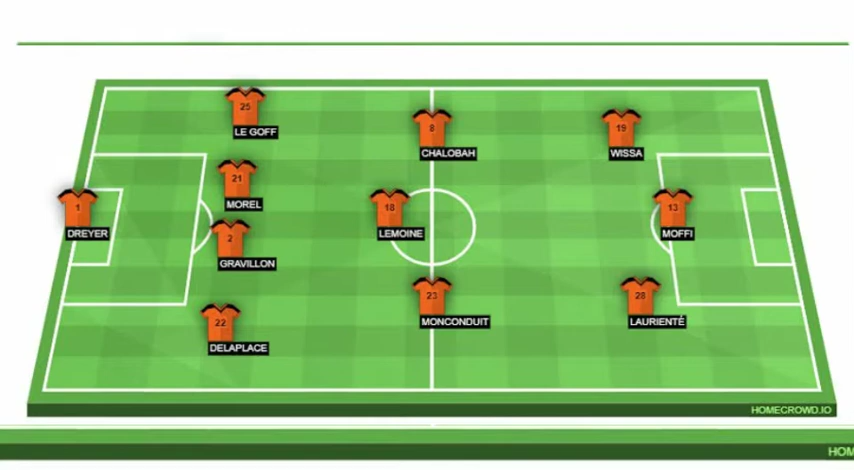 25
LE GOFF
8
CHALOBAH
19
WISSA
21
MOREL
1
DREYER
18
LEMOINE
13
MOFFI
2
GRAVILLON
23
MONCONDUIT
28
LAURIENTÉ
22
DELAPLACE
HOMECROWD.IO
HOM